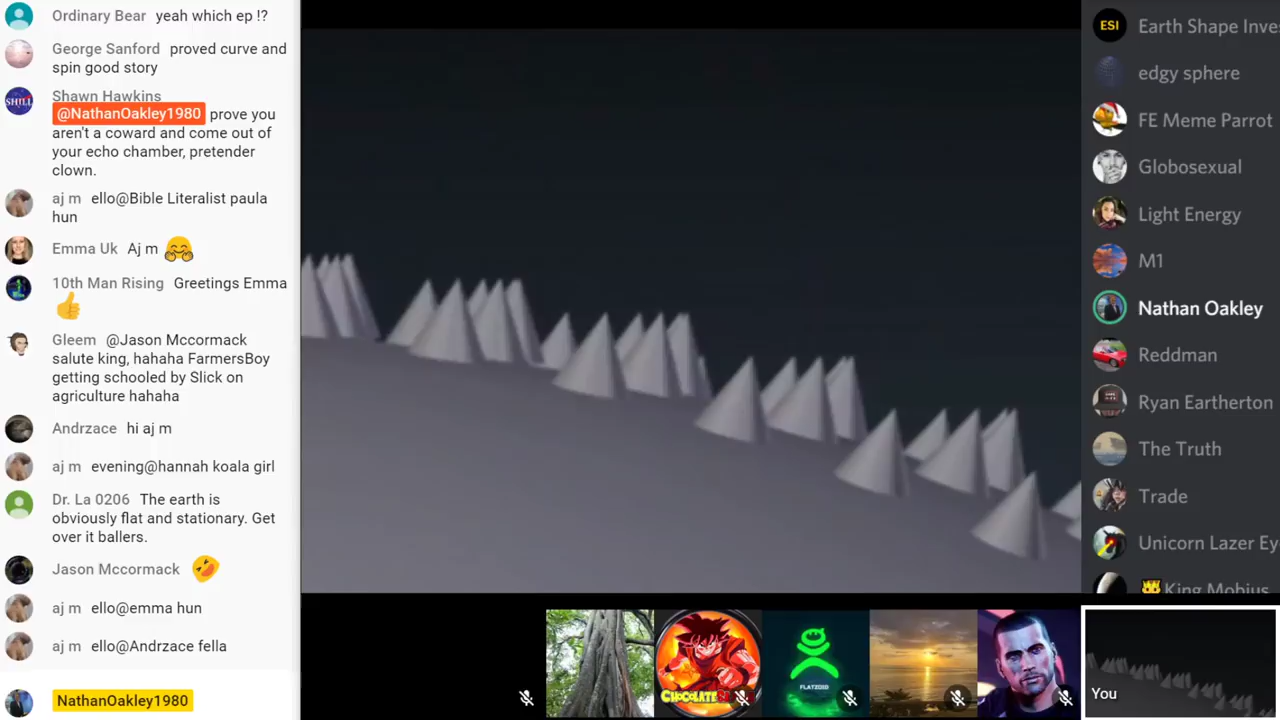 Ordinary Bear yeah which ep !?
George Sanford proved curve and
spin good story
Shawn Hawkins
@NathanOakley1980 prove you
aren't a coward and come out of
your echo chamber, pretender
clown.
aj m ello@Bible Literalist paula
hun
Emma Uk Aj m 🤗
10th Man Rising Greetings Emma
👍
Gleem @Jason Mccormack
salute king, hahaha FarmersBoy
getting schooled by Slick on
agriculture hahaha
Andrzace hi aj m
aj m evening@hannah koala girl
Dr. La 0206 The earth is
obviously flat and stationary. Get
over it ballers.
Jason Mccormack 🤣
aj m ello@emma hun
aj m ello@Andrzace fella
NathanOakley1980
SHILL
ESI
Earth Shape Inve
edgy sphere
FE Meme Parrot
Globosexual
Light Energy
M1
Nathan Oakley
Reddman
Ryan Eartherton
The Truth
Trade
Unicorn Lazer Ey
👑King Mobius
FLATZOID
You